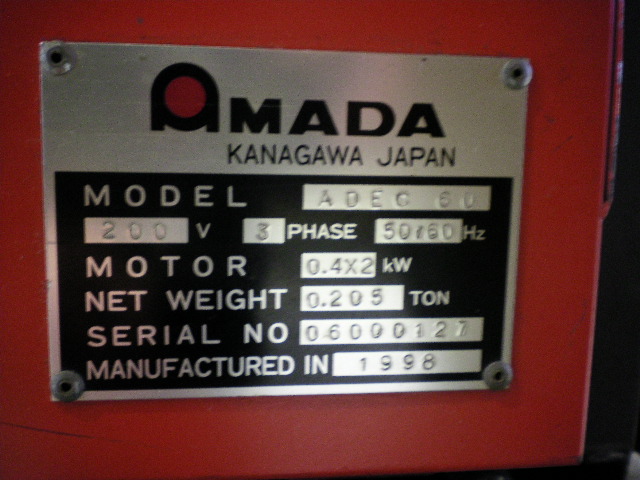 AMADA
KANAGAWA JAPAN
MODEL ADEC 60
200 V 3 PHASE 50/60 Hz
MOTOR 0.4X2 kW
NET WEIGHT 0.205 TON
SERIAL NO 06000127
MANUFACTURED IN 1998